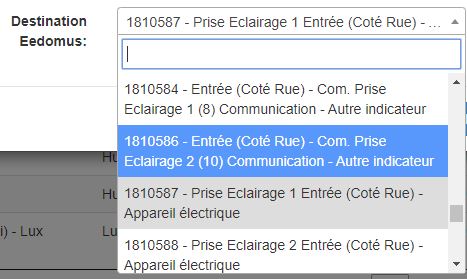 Destination
Eedomus:
1810587 - Prise Eclairage 1 Entrée (Coté Rue) - ...
1810584 - Entrée (Coté Rue) - Com. Prise
Eclairage 1 (8) Communication - Autre indicateur
1810586 - Entrée (Coté Rue) - Com. Prise
Eclairage 2 (10) Communication - Autre indicateur
1810587 - Prise Eclairage 1 Entrée (Coté Rue) -
Appareil électrique
1810588 - Prise Eclairage 2 Entrée (Coté Rue) -
Appareil électrique
Hu
Hu
i) - Lux
Lu